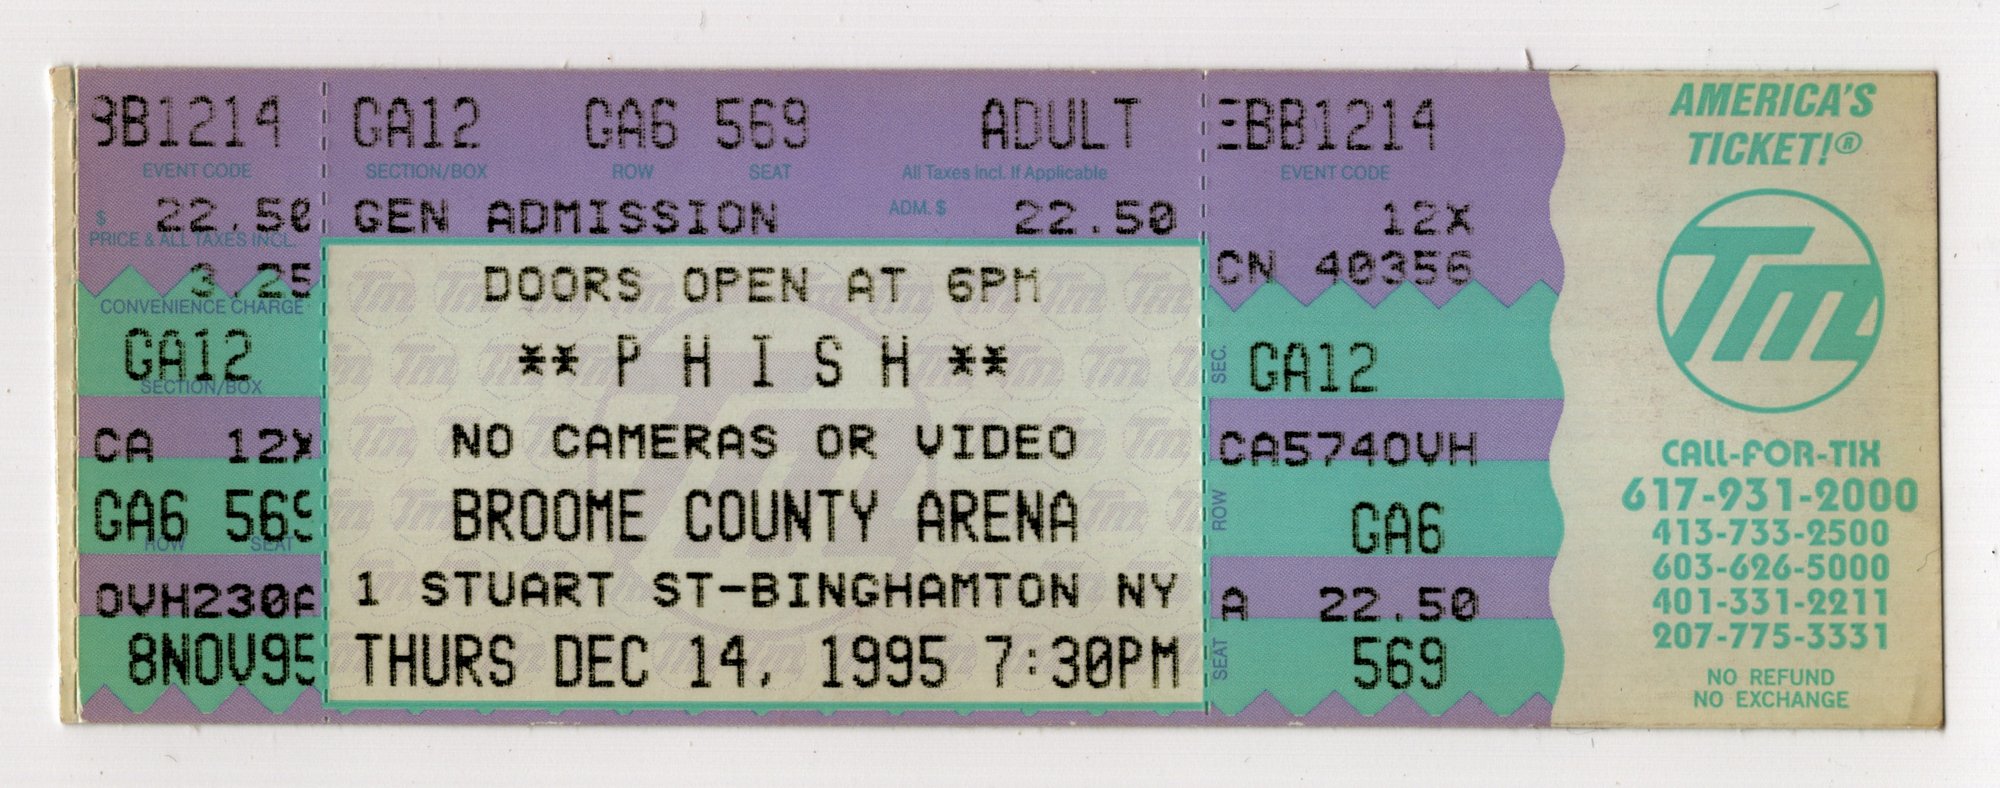 BB1214
EVENT CODE
$ 22.50
PRICE & ALL TAXES INCL.
3.25
CONVENIENCE CHARGE
GA12
SECTION/BOX
CA 12X
GA6 569
ROW SEAT
OVH230A
8NOV95
GA12 GA6 569 ADULT
SECTION/BOX ROW SEAT All Taxes Incl. If Applicable
GEN ADMISSION ADM. $ 22.50
DOORS OPEN AT 6PM
** P H I S H **
NO CAMERAS OR VIDEO
BROOME COUNTY ARENA
1 STUART ST-BINGHAMTON NY
THURS DEC 14, 1995 7:30PM
EBB1214
EVENT CODE
12X
CN 40356
SEC. GA12
CA5740VH
ROW GA6
A 22.50
SEAT 569
AMERICA'S
TICKET!®
TM
CALL-FOR-TIX
617-931-2000
413-733-2500
603-626-5000
401-331-2211
207-775-3331
NO REFUND
NO EXCHANGE